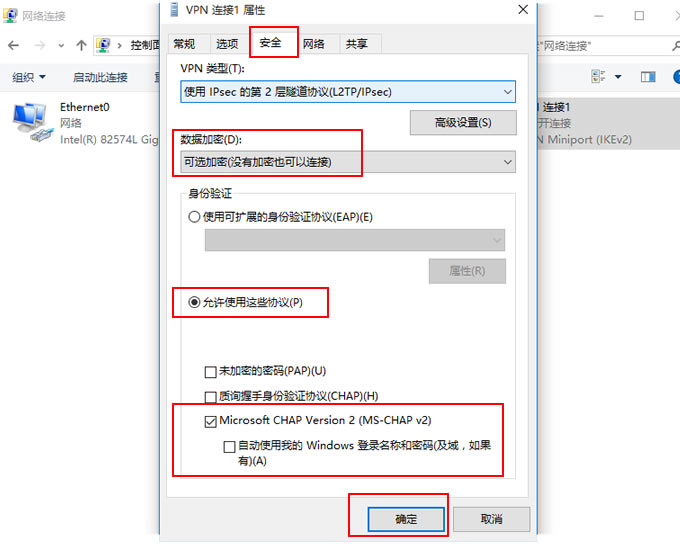 网络连接
VPN 连接1 属性
控制面
"网络连接"
常规
选项
安全
网络
共享
组织
启动此连接
VPN 类型(T):
使用 IPsec 的第 2 层隧道协议(L2TP/IPsec)
高级设置(S)
Ethernet0
网络
Intel(R) 82574L Gig
连接1
开连接
N Miniport (IKEv2)
数据加密(D):
可选加密(没有加密也可以连接)
身份验证
使用可扩展的身份验证协议(EAP)(E)
属性(R)
允许使用这些协议(P)
未加密的密码(PAP)(U)
质询握手身份验证协议(CHAP)(H)
Microsoft CHAP Version 2 (MS-CHAP v2)
自动使用我的 Windows 登录名称和密码(及域，如果
有)(A)
确定
取消